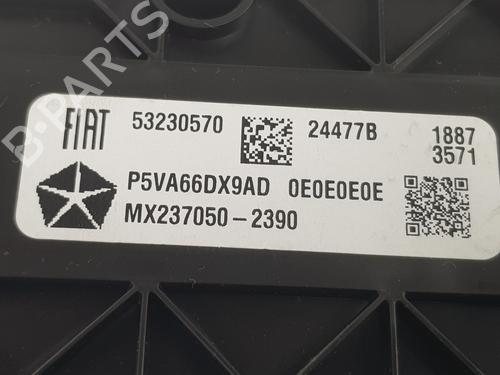 B-PARTS
FIAT 53230570 24477B 1887
3571
P5VA66DX9AD 0E0E0E0E
MX237050-2390